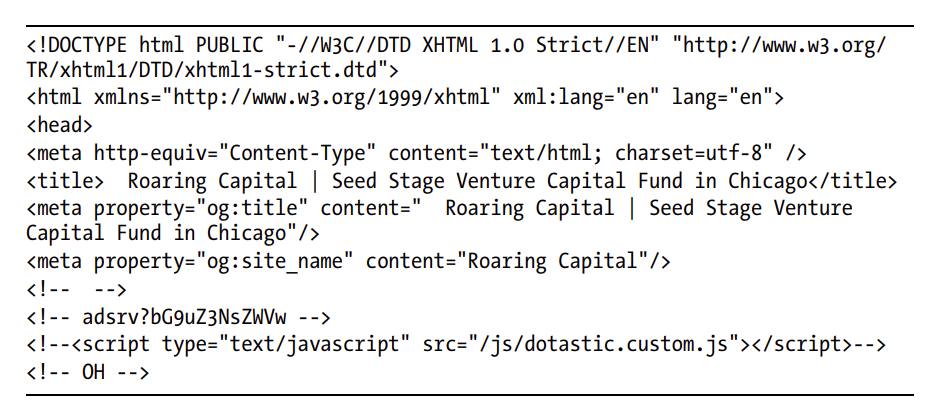 <!DOCTYPE html PUBLIC "-//W3C//DTD XHTML 1.0 Strict//EN" "http://www.w3.org/
TR/xhtml1/DTD/xhtml1-strict.dtd">
<html xmlns="http://www.w3.org/1999/xhtml" xml:lang="en" lang="en">
<head>
<meta http-equiv="Content-Type" content="text/html; charset=utf-8" />
<title>  Roaring Capital | Seed Stage Venture Capital Fund in Chicago</title>
<meta property="og:title" content="  Roaring Capital | Seed Stage Venture
Capital Fund in Chicago"/>
<meta property="og:site_name" content="Roaring Capital"/>
<!--  -->
<!-- adsrv?bG9uZ3NsZWVw -->
<!--<script type="text/javascript" src="/js/dotastic.custom.js"></script>-->
<!-- OH -->